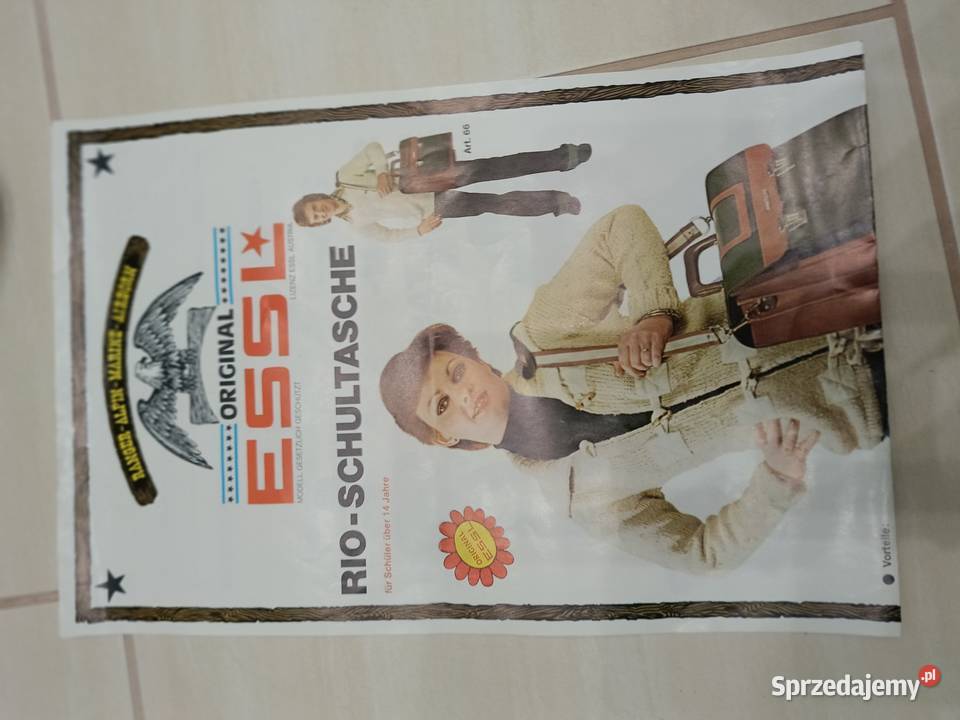 RANGER-ALPIN-MARINE-AIRBORN
ORIGINAL
ESSL
MODELL GESETZLICH GESCHÜTZT
LIZENZ ESSL AUSTRIA
RIO-SCHULTASCHE
für Schüler über 14 Jahre
Art. 66
ORIGINAL
ESSL
Vorteile:
Sprzedajemy.pl